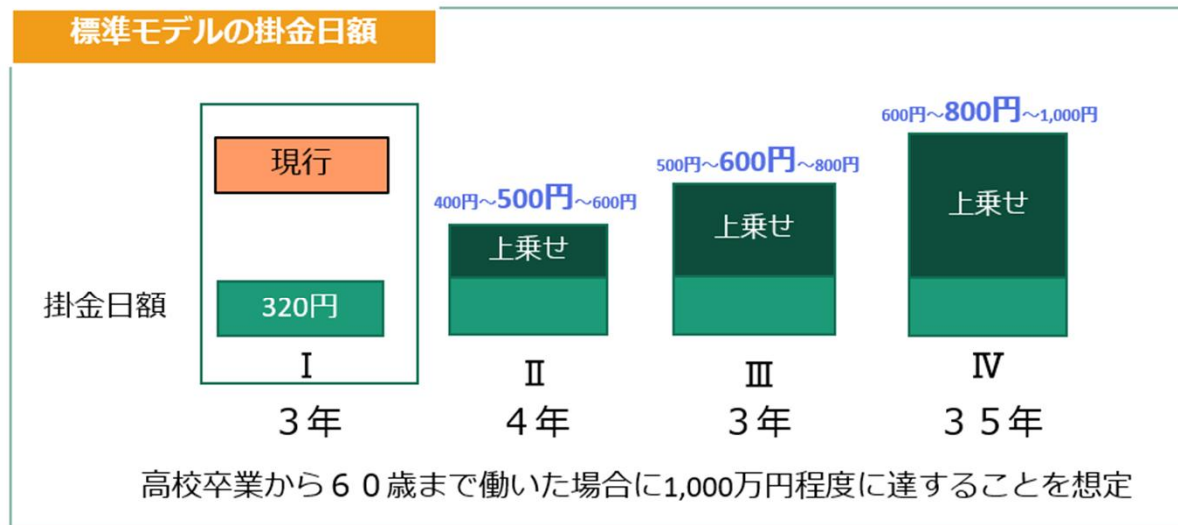 標準モデルの掛金日額
600円～800円～1,000円
現行
500円～600円～800円
400円～500円～600円
上乗せ
上乗せ
上乗せ
掛金日額
320円
Ⅰ
Ⅱ
Ⅲ
Ⅳ
３年
４年
３年
３５年
高校卒業から６０歳まで働いた場合に1,000万円程度に達することを想定